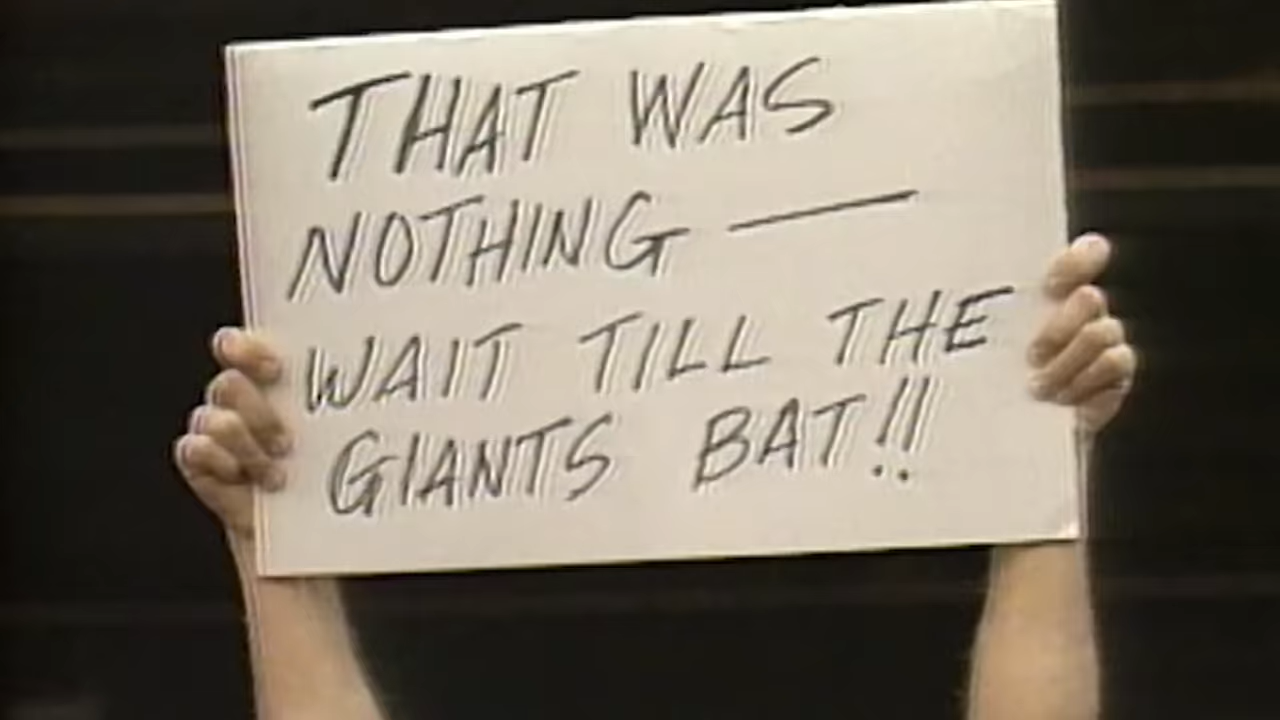 THAT WAS
NOTHING —
WAIT TILL THE
GIANTS BAT!!